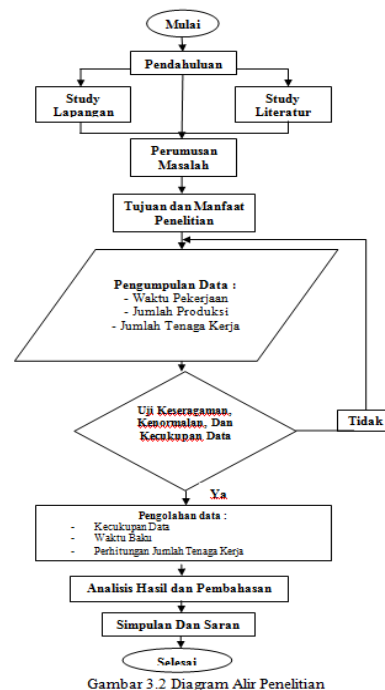 Mulai
Pendahuluan
Study
Lapangan
Study
Literatur
Perumusan
Masalah
Tujuan dan Manfaat
Penelitian
Pengumpulan Data :
- Waktu Pekerjaan
- Jumlah Produksi
- Jumlah Tenaga Kerja
Uji Keseragaman,
Kenormalan, Dan
Kecukupan Data
Tidak
Ya
Pengolahan data :
- Kecukupan Data
- Waktu Baku
- Perhitungan Jumlah Tenaga Kerja
Analisis Hasil dan Pembahasan
Simpulan Dan Saran
Selesai
Gambar 3.2 Diagram Alir Penelitian